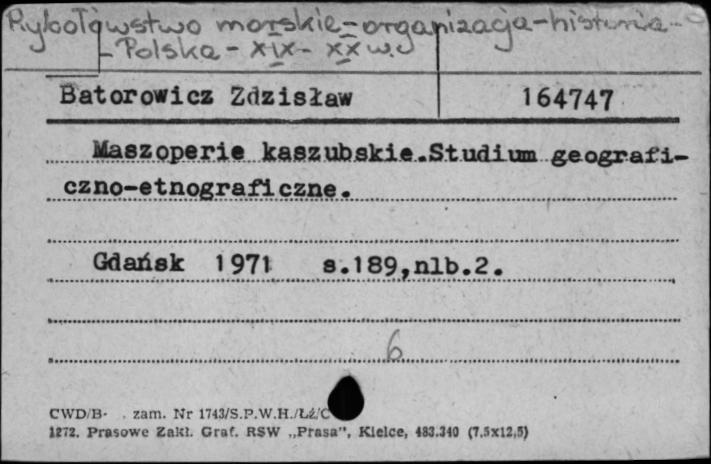 Rybołówstwo morskie-organizacja-historia-
- Polska - XIX - XX w.
Batorowicz Zdzisław 164747
Maszoperie kaszubskie.Studium geografi-
czno-etnograficzne.
Gdańsk 1971 s.189,nlb.2.
6
CWD/B- . zam. Nr 1743/S.P.W.H./Łź/C
1272. Prasowe Zakł. Graf. RSW „Prasa", Kielce, 483.340 (7,5x12,5)